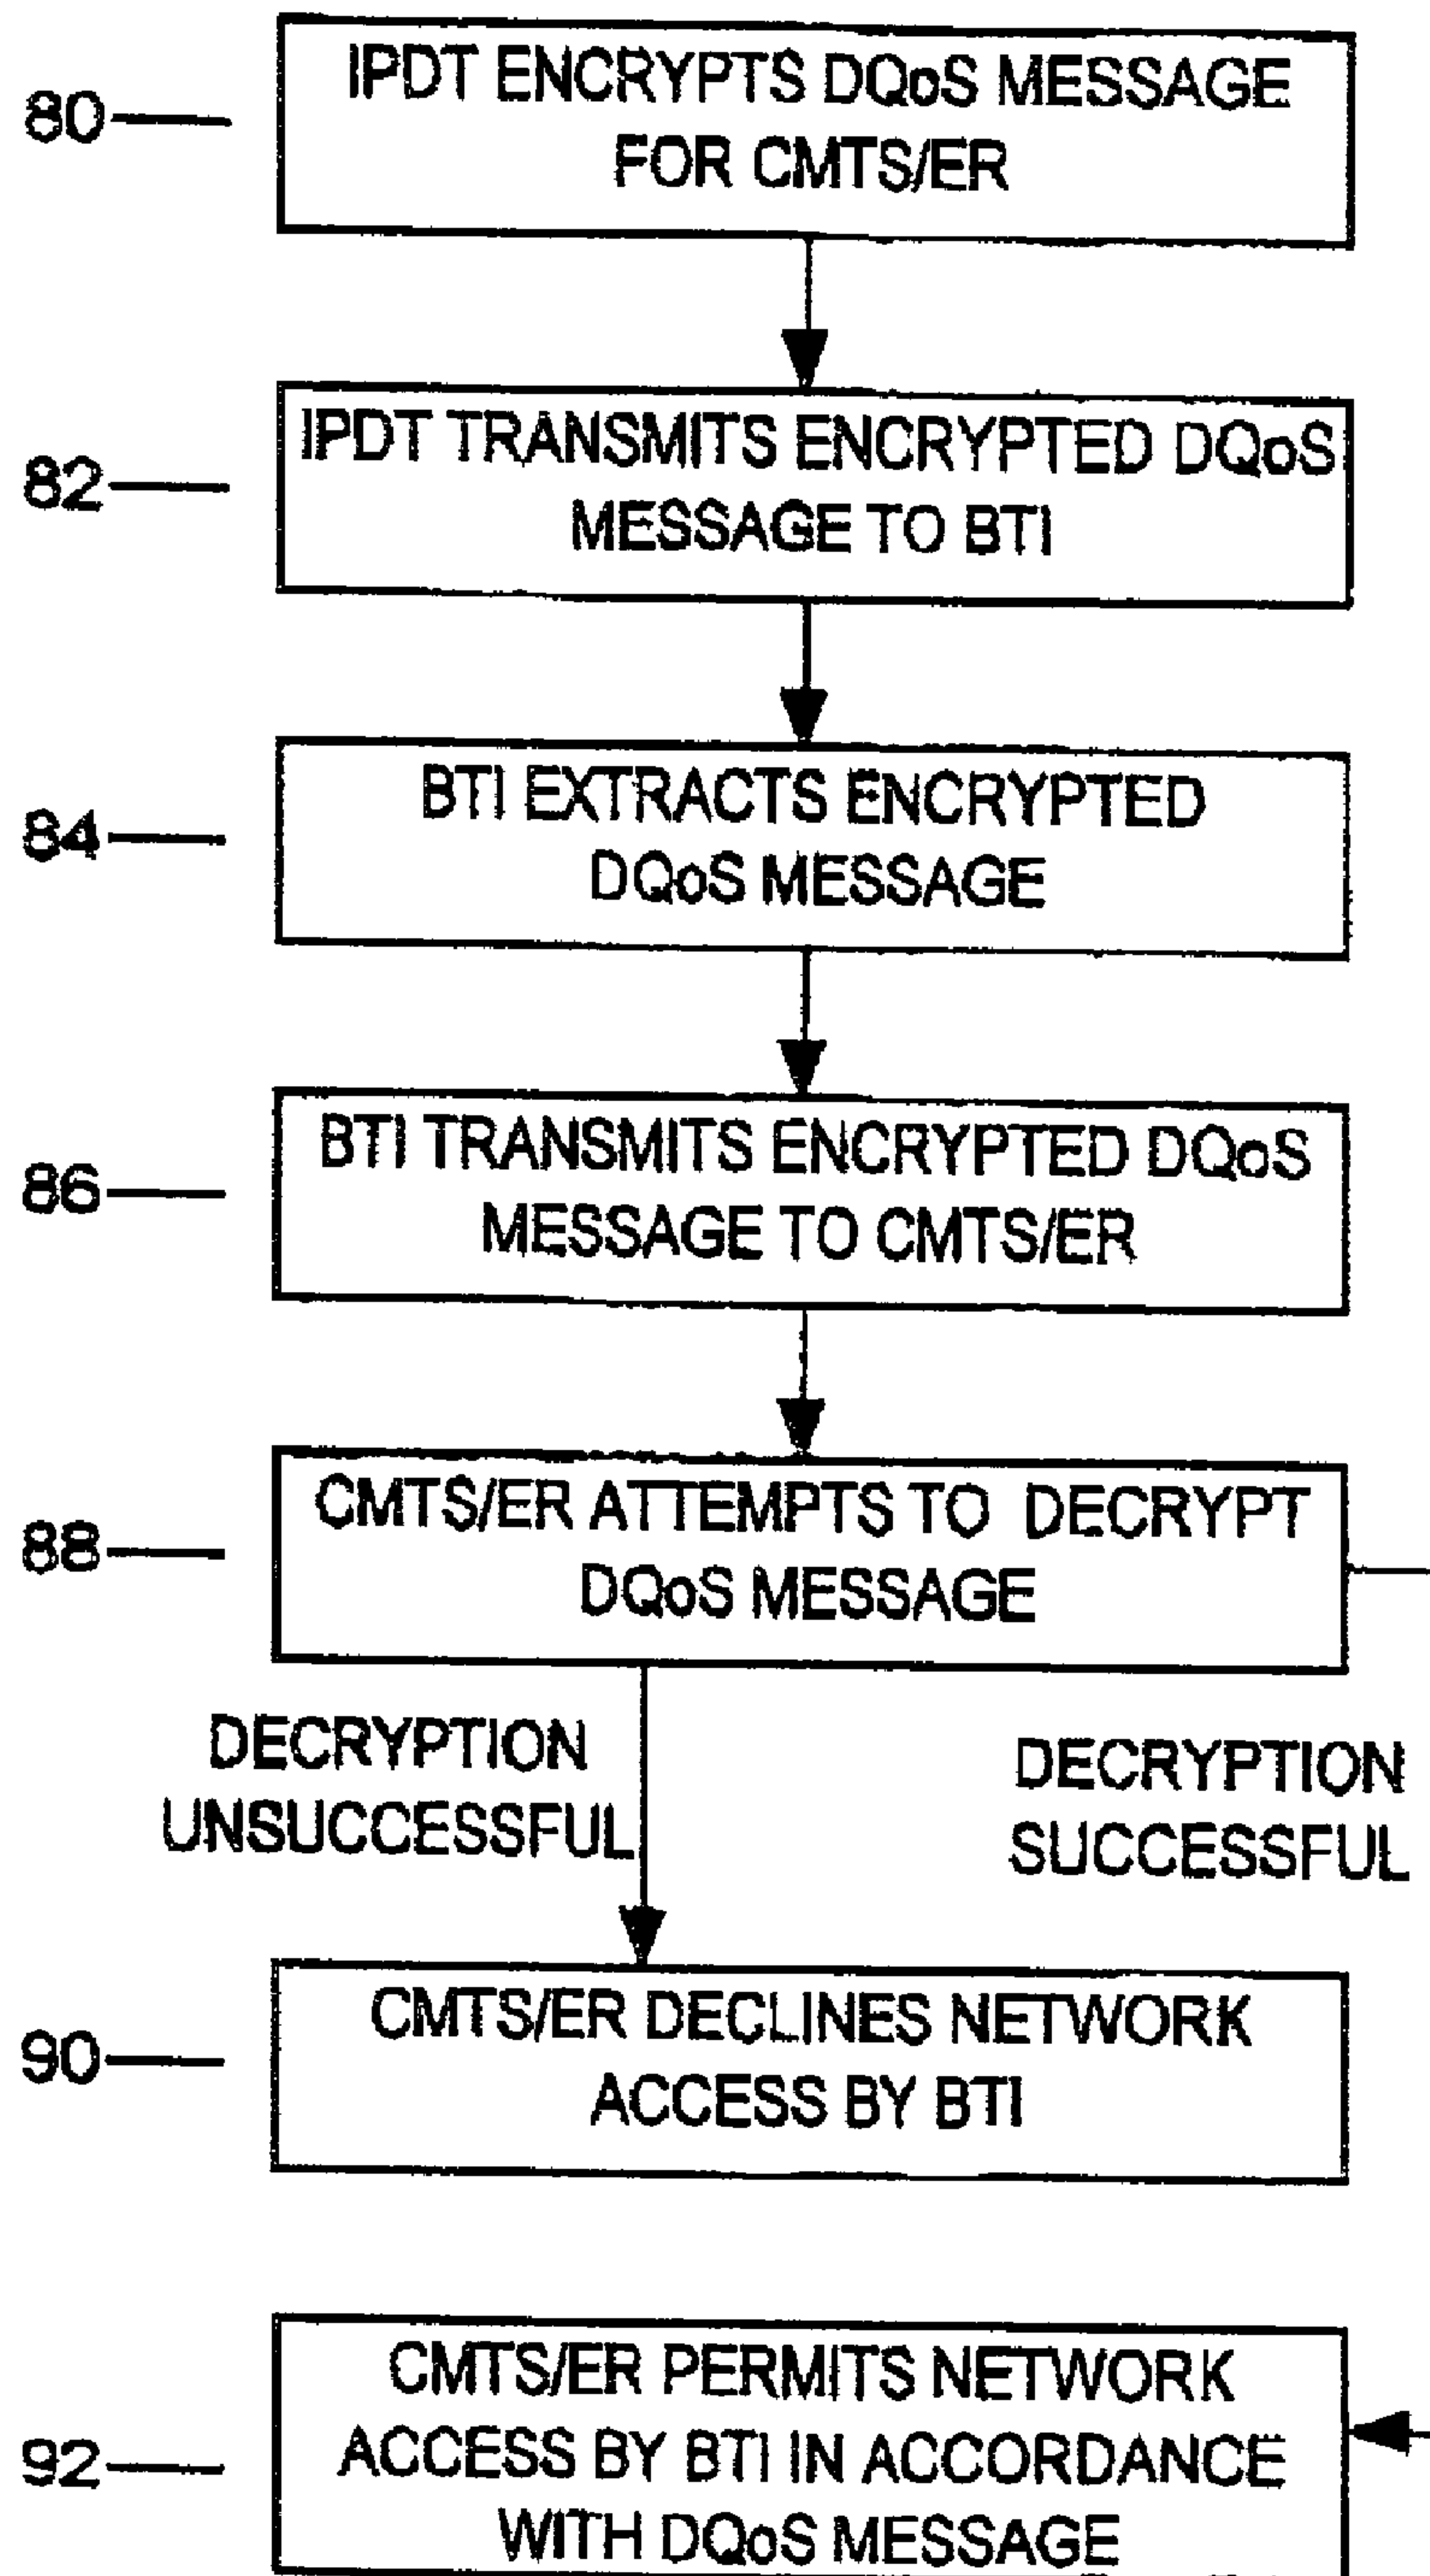 80
IPDT ENCRYPTS DQoS MESSAGE
FOR CMTS/ER
82
IPDT TRANSMITS ENCRYPTED DQoS
MESSAGE TO BTI
84
BTI EXTRACTS ENCRYPTED
DQoS MESSAGE
86
BTI TRANSMITS ENCRYPTED DQoS
MESSAGE TO CMTS/ER
88
CMTS/ER ATTEMPTS TO DECRYPT
DQoS MESSAGE
DECRYPTION
UNSUCCESSFUL
DECRYPTION
SUCCESSFUL
90
CMTS/ER DECLINES NETWORK
ACCESS BY BTI
92
CMTS/ER PERMITS NETWORK
ACCESS BY BTI IN ACCORDANCE
WITH DQoS MESSAGE